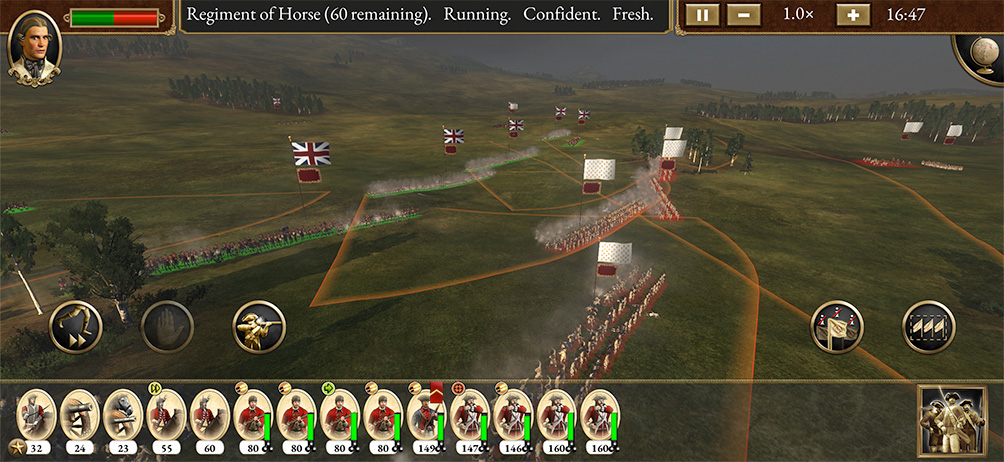 Regiment of Horse (60 remaining). Running. Confident. Fresh.
1.0×
16:47
32 24 23 55 60 80 80 80 80 149 147 146 160 160